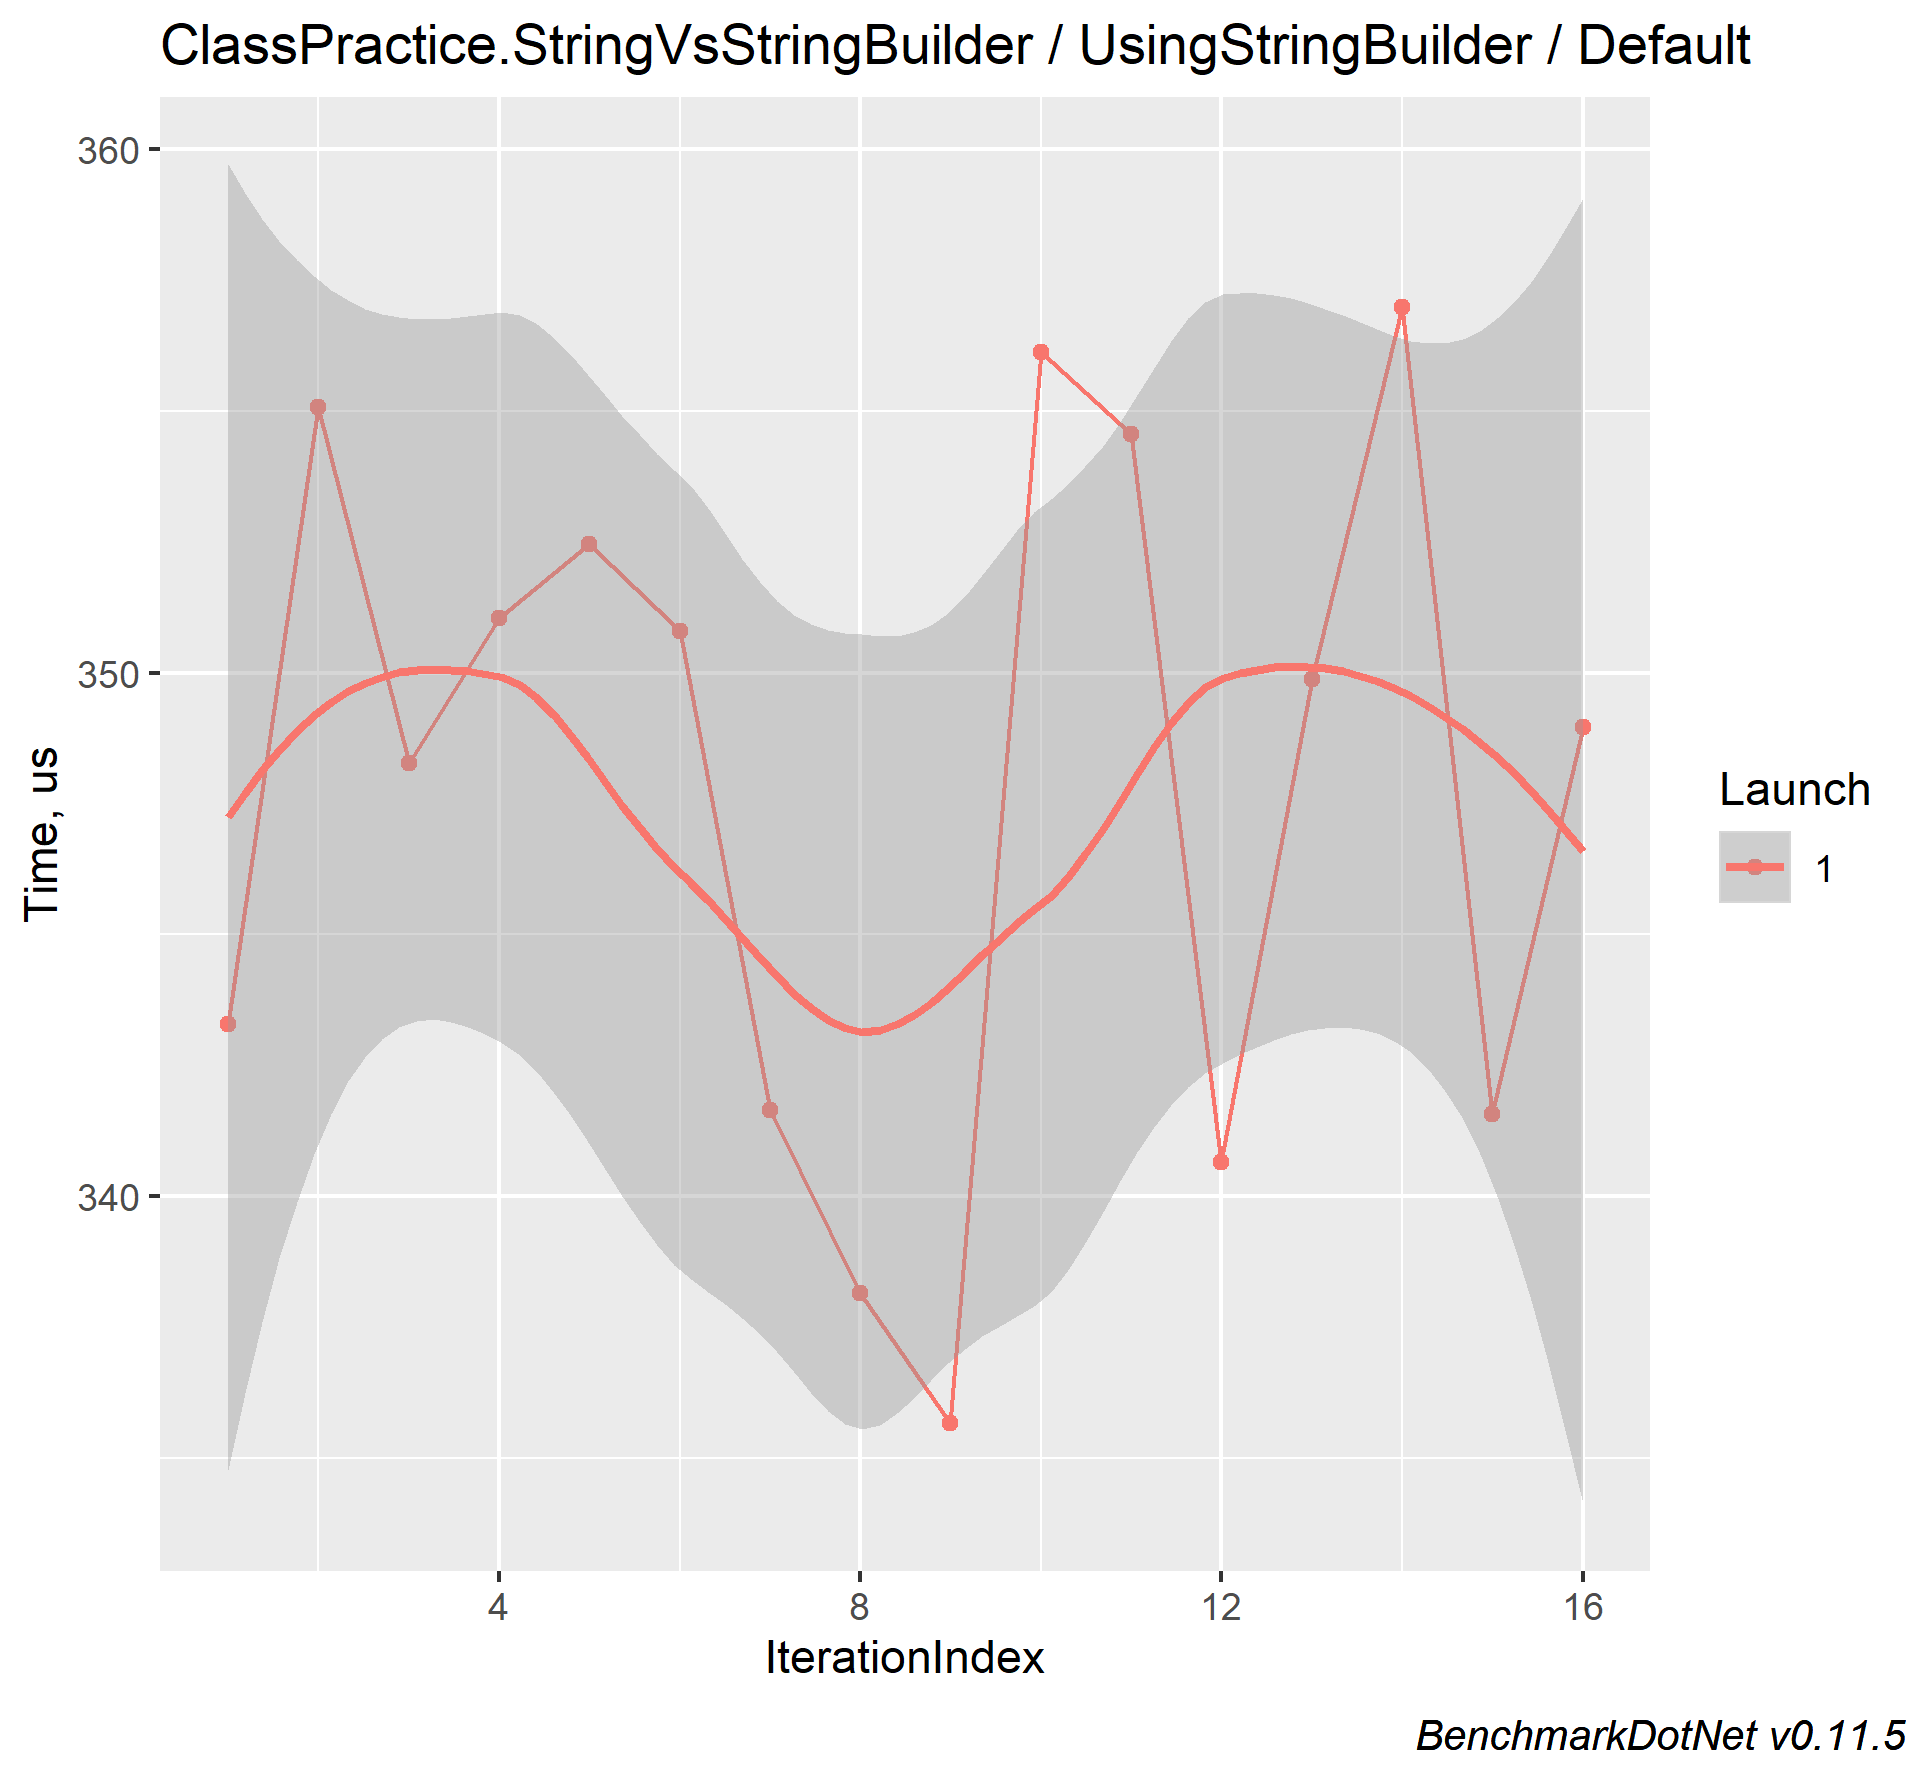 ClassPractice.StringVsStringBuilder / UsingStringBuilder / Default
360
350
340
Time, us
4 8 12 16
IterationIndex
Launch
1
BenchmarkDotNet v0.11.5